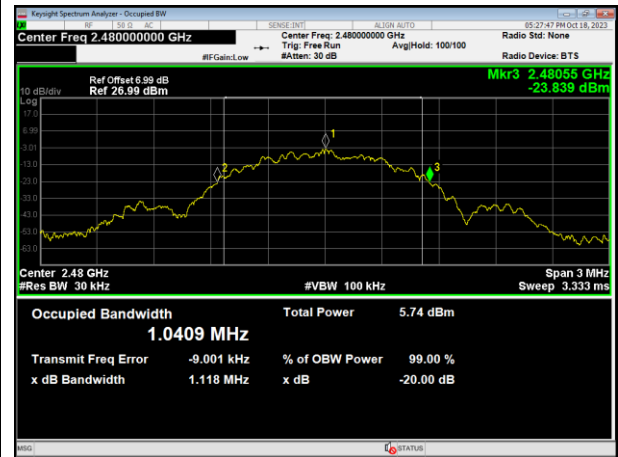 Keysight Spectrum Analyzer - Occupied BW
RF 50 Ω AC SENSE:INT ALIGN AUTO 05:27:47 PM Oct 18, 2023
Center Freq 2.480000000 GHz Center Freq: 2.480000000 GHz Radio Std: None
Trig: Free Run Avg|Hold: 100/100
#IFGain:Low #Atten: 30 dB Radio Device: BTS
Ref Offset 6.99 dB Mkr3 2.48055 GHz
10 dB/div Ref 26.99 dBm -23.839 dBm
Log
17.0
6.99 1
-3.01
-13.0 2 3
-23.0
-33.0
-43.0
-53.0
-63.0
Center 2.48 GHz Span 3 MHz
#Res BW 30 kHz #VBW 100 kHz Sweep 3.333 ms
Occupied Bandwidth Total Power 5.74 dBm
1.0409 MHz
Transmit Freq Error -9.001 kHz % of OBW Power 99.00 %
x dB Bandwidth 1.118 MHz x dB -20.00 dB
MSG STATUS